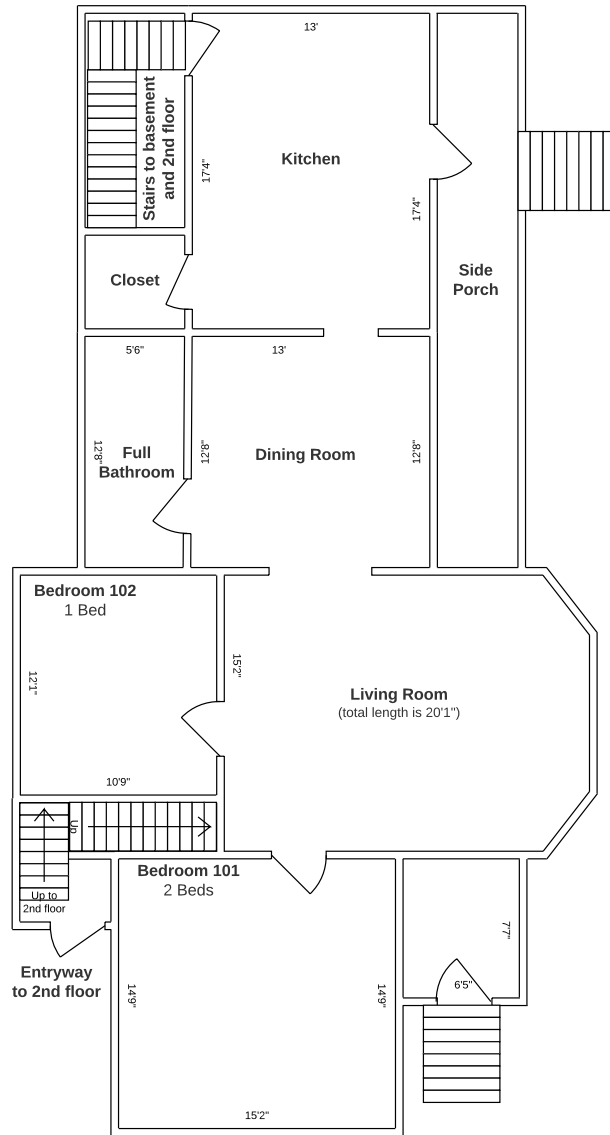 13'
Stairs to basement
and 2nd floor
17'4"
Kitchen
17'4"
Closet
Side
Porch
5'6"
13'
12'8"
Full
Bathroom
12'8"
Dining Room
12'8"
Bedroom 102
1 Bed
12'1"
15'2"
Living Room
(total length is 20'1")
10'9"
Up
Up to
2nd floor
Bedroom 101
2 Beds
7'7"
Entryway
to 2nd floor
14'9"
14'9"
6'5"
15'2"